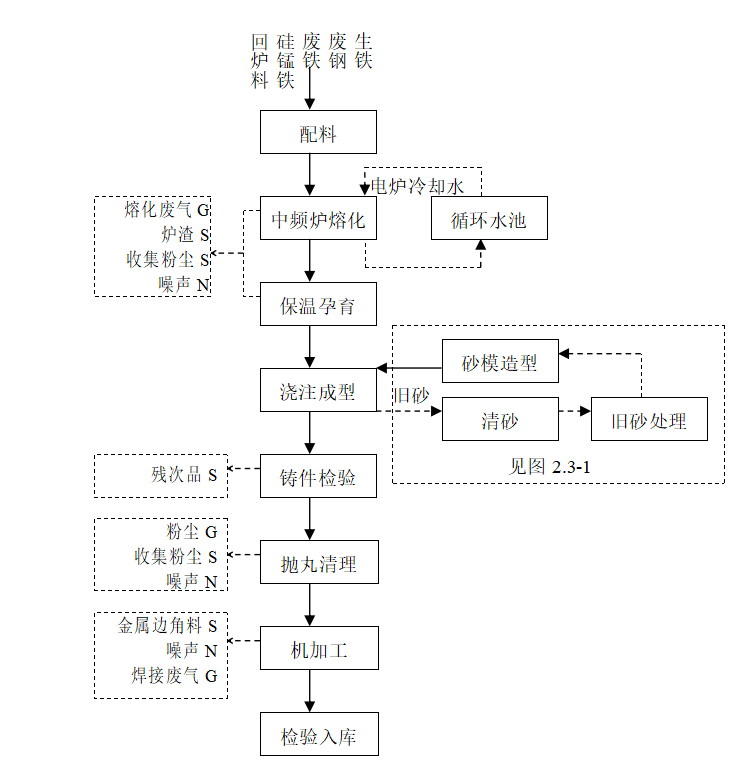 回炉料
硅锰铁
废铁
废钢
生铁
配料
电炉冷却水
中频炉熔化
循环水池
熔化废气 G
炉渣 S
收集粉尘 S
噪声 N
保温孕育
砂模造型
浇注成型
旧砂
清砂
旧砂处理
见图 2.3-1
残次品 S
铸件检验
粉尘 G
收集粉尘 S
噪声 N
抛丸清理
金属边角料 S
噪声 N
焊接废气 G
机加工
检验入库